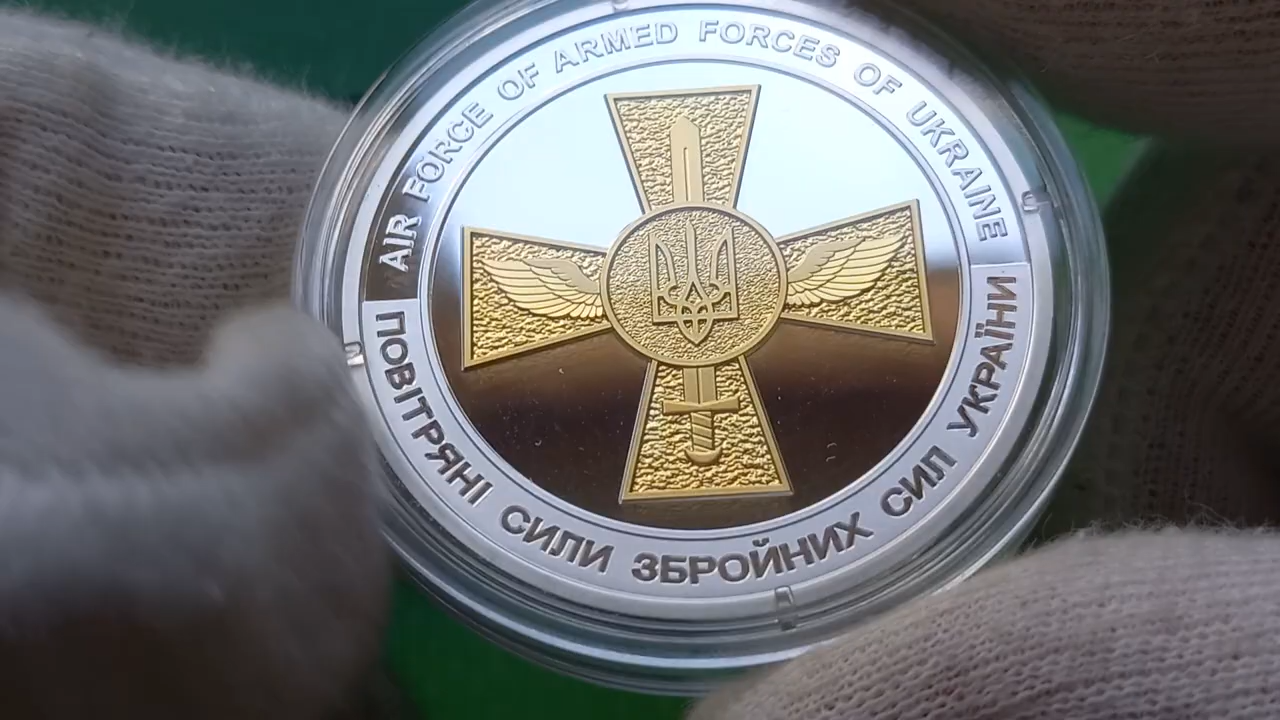 AIR FORCE OF ARMED FORCES OF UKRAINE
ПОВІТРЯНІ СИЛИ ЗБРОЙНИХ СИЛ УКРАЇНИ